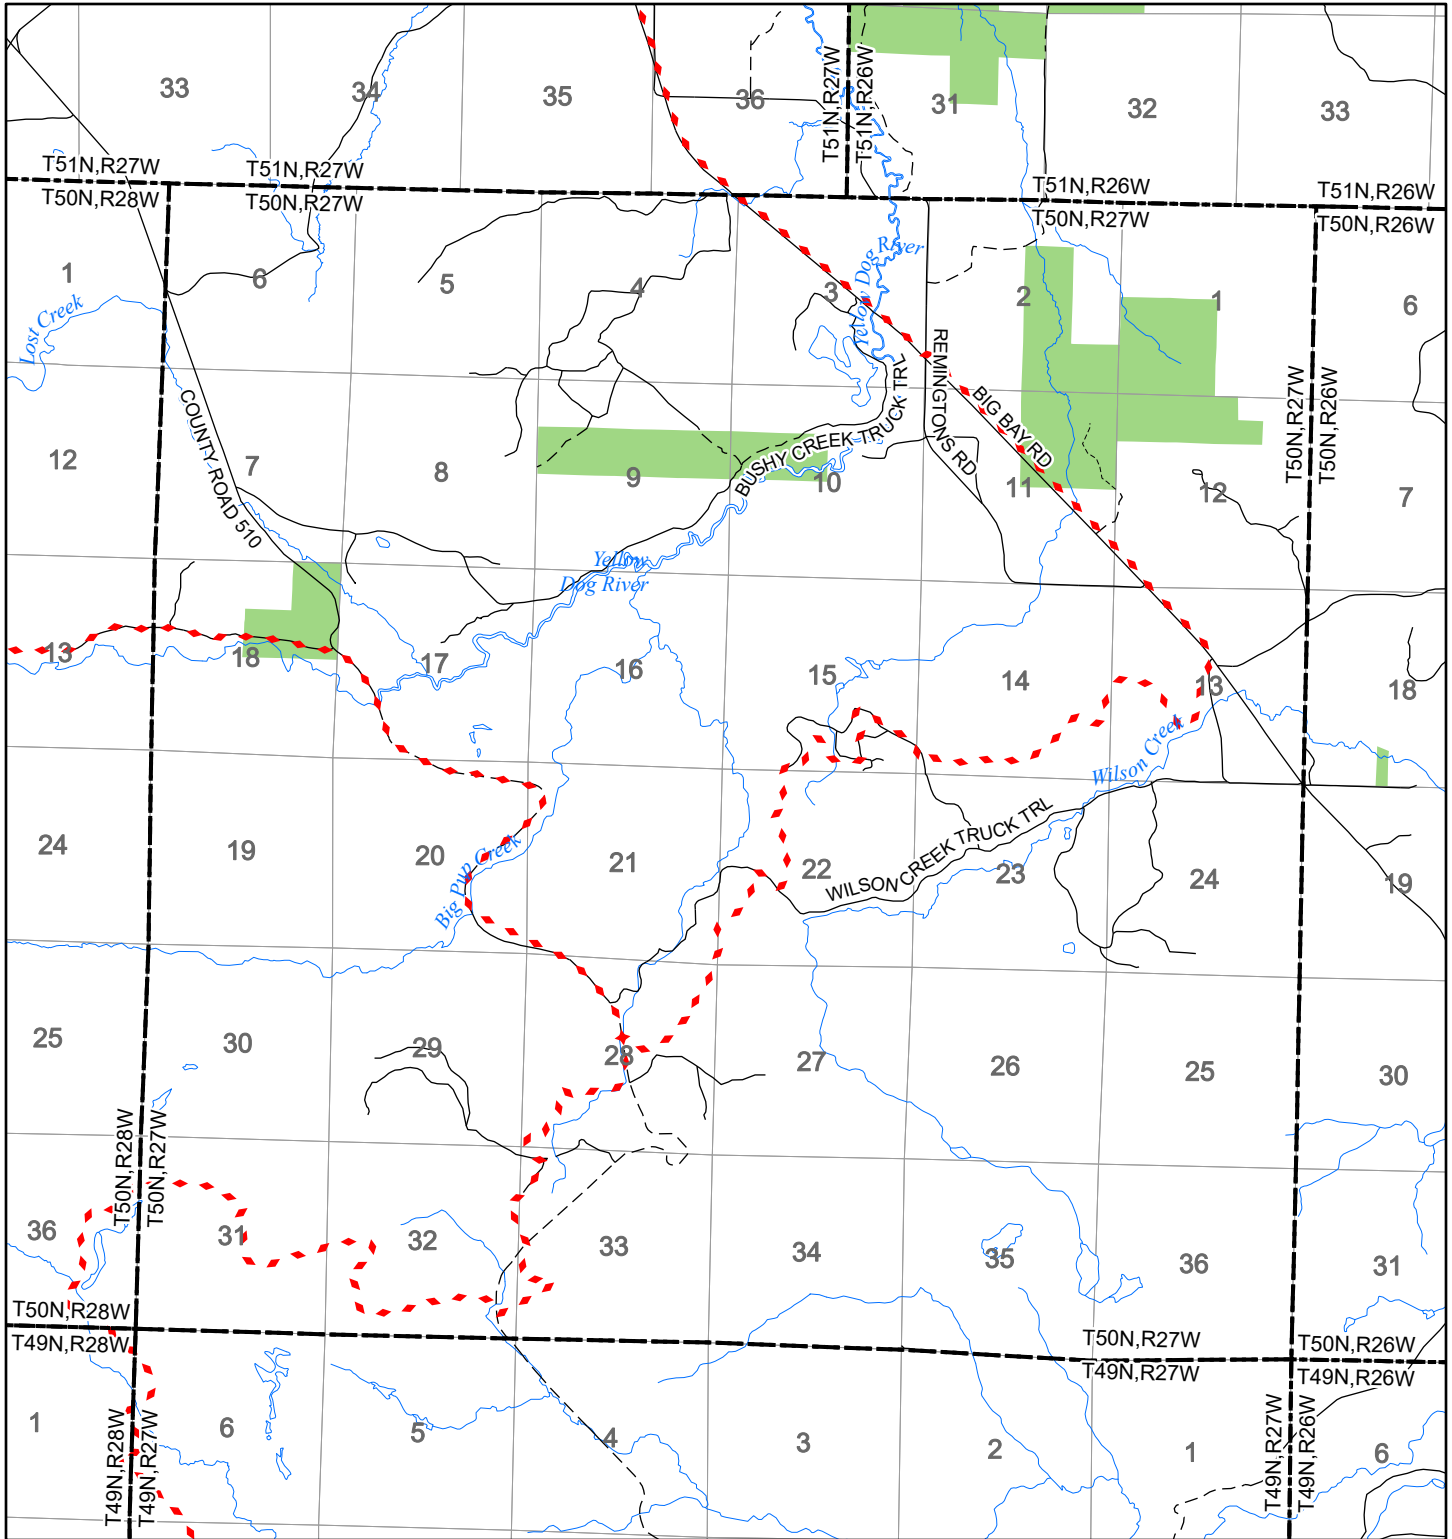 33
34
35
36
31
32
33
T51N,R27W
T51N,R26W
T51N,R27W
T51N,R27W
T51N,R26W
T51N,R26W
T50N,R28W
T50N,R27W
T50N,R27W
T50N,R26W
1
6
5
4
3
2
1
6
Lost Creek
Yellow Dog River
COUNTY ROAD 510
REMINGTONS RD
BIG BAY RD
BUSHY CREEK TRUCK TRL
T50N,R27W
T50N,R26W
12
7
8
9
10
11
12
7
Yellow
Dog River
13
18
17
16
15
14
13
18
Wilson Creek
24
19
20
21
22
23
24
19
Big Pup Creek
WILSON CREEK TRUCK TRL
25
30
29
28
27
26
25
30
T50N,R28W
T50N,R27W
36
31
32
33
34
35
36
31
T50N,R28W
T49N,R28W
T50N,R27W
T49N,R27W
T50N,R26W
T49N,R26W
1
6
5
4
3
2
1
6
T49N,R28W
T49N,R27W
T49N,R27W
T49N,R26W